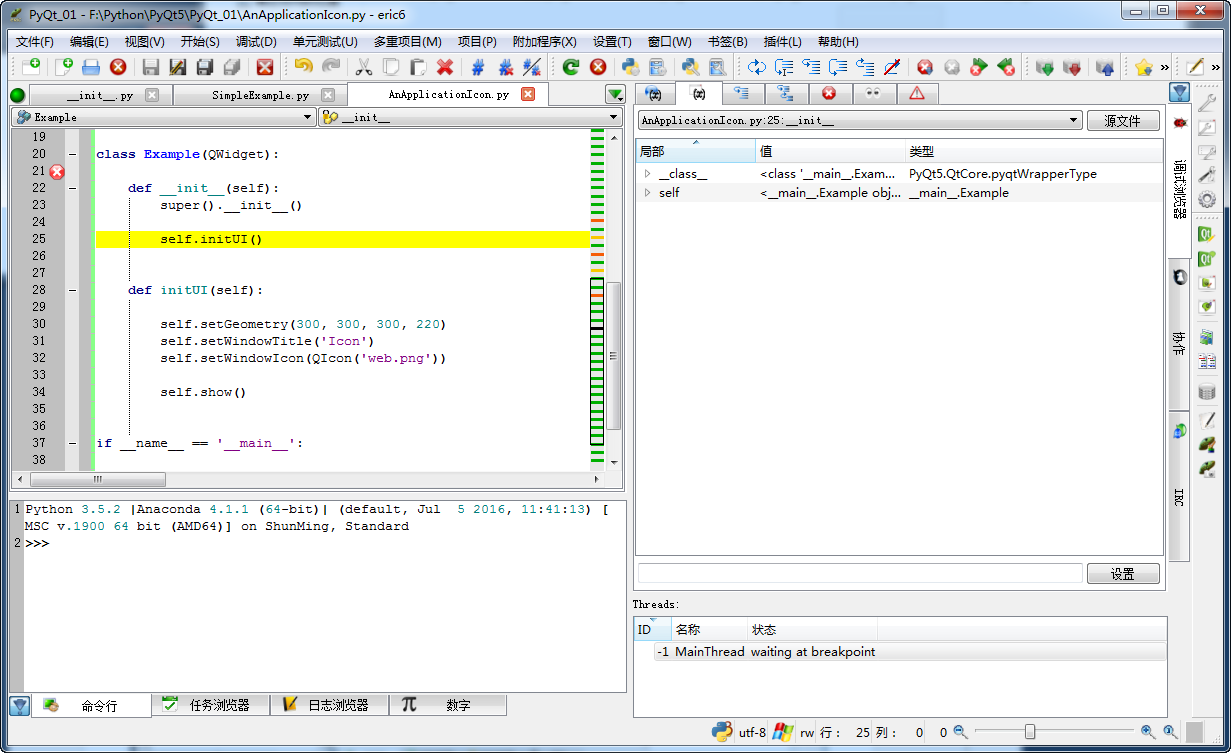 PyQt_01 - F:\Python\PyQt5\PyQt_01\AnApplicationIcon.py - eric6
文件(F) 编辑(E) 视图(V) 开始(S) 调试(D) 单元测试(U) 多重项目(M) 项目(P) 附加程序(X) 设置(T) 窗口(W) 书签(B) 插件(L) 帮助(H)
__init__.py SimpleExample.py AnApplicationIcon.py
Example __init__
19
20 class Example(QWidget):
21
22 def __init__(self):
23 super().__init__()
24
25 self.initUI()
26
27
28 def initUI(self):
29
30 self.setGeometry(300, 300, 300, 220)
31 self.setWindowTitle('Icon')
32 self.setWindowIcon(QIcon('web.png'))
33
34 self.show()
35
36
37 if __name__ == '__main__':
38
1 Python 3.5.2 |Anaconda 4.1.1 (64-bit)| (default, Jul  5 2016, 11:41:13) [
MSC v.1900 64 bit (AMD64)] on ShunMing, Standard
2 >>>
命令行 任务浏览器 日志浏览器 数字
AnApplicationIcon.py:25:__init__ 源文件
局部 值 类型
__class__ <class '__main__.Exam... PyQt5.QtCore.pyqtWrapperType
self <__main__.Example obj... __main__.Example
设置
Threads:
ID 名称 状态
-1 MainThread waiting at breakpoint
调试浏览器
协作
IRC
utf-8 rw 行： 25 列： 0 0